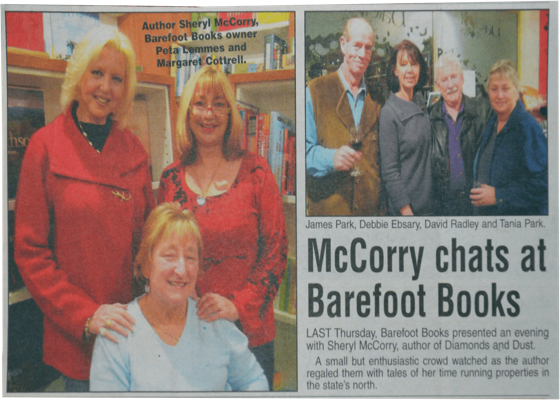 Author Sheryl McCorry,
Barefoot Books owner
Peta Lemmes and
Margaret Cottrell.
James Park, Debbie Ebsary, David Radley and Tania Park.
McCorry chats at
Barefoot Books
LAST Thursday, Barefoot Books presented an evening
with Sheryl McCorry, author of Diamonds and Dust.
A small but enthusiastic crowd watched as the author
regaled them with tales of her time running properties in
the state's north.